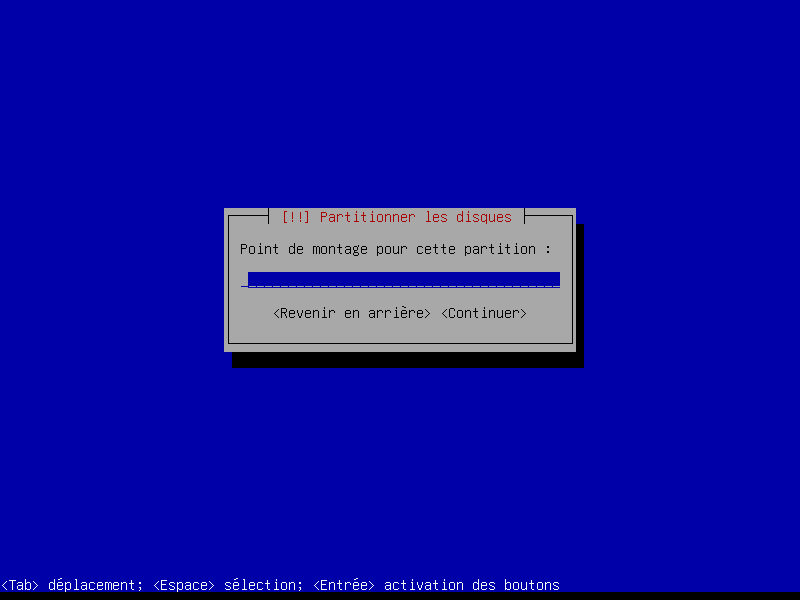 [!!] Partitionner les disques
Point de montage pour cette partition :
<Revenir en arrière> <Continuer>
<Tab> déplacement; <Espace> sélection; <Entrée> activation des boutons